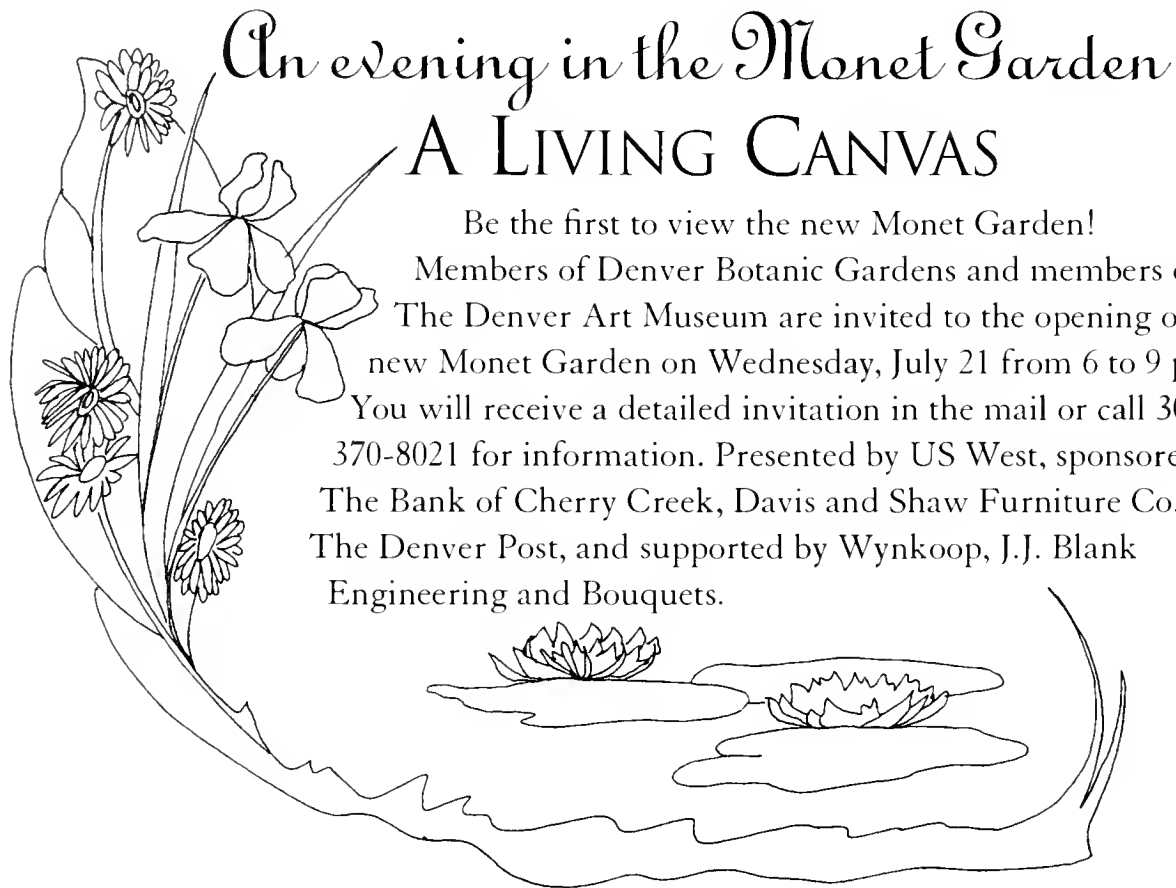 An evening in the Monet Garden
A LIVING CANVAS
Be the first to view the new Monet Garden!
Members of Denver Botanic Gardens and members
The Denver Art Museum are invited to the opening
new Monet Garden on Wednesday, July 21 from 6 to 9
You will receive a detailed invitation in the mail or call
370-8021 for information. Presented by US West,
The Bank of Cherry Creek, Davis and Shaw Furniture Co.
The Denver Post, and supported by Wynkoop, J.J. Blank
Engineering and Bouquets.